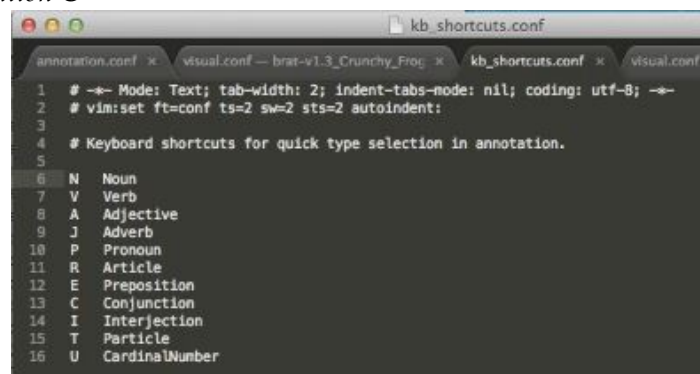 kb_shortcuts.conf
annotation.conf × visual.conf — brat-v1.3_Crunchy_Frog × kb_shortcuts.conf × visual.conf
1 # -*- Mode: Text; tab-width: 2; indent-tabs-mode: nil; coding: utf-8; -*-
2 # vim:set ft=conf ts=2 sw=2 sts=2 autoindent:
3
4 # Keyboard shortcuts for quick type selection in annotation.
5
6 N Noun
7 V Verb
8 A Adjective
9 J Adverb
10 P Pronoun
11 R Article
12 E Preposition
13 C Conjunction
14 I Interjection
15 T Particle
16 U CardinalNumber